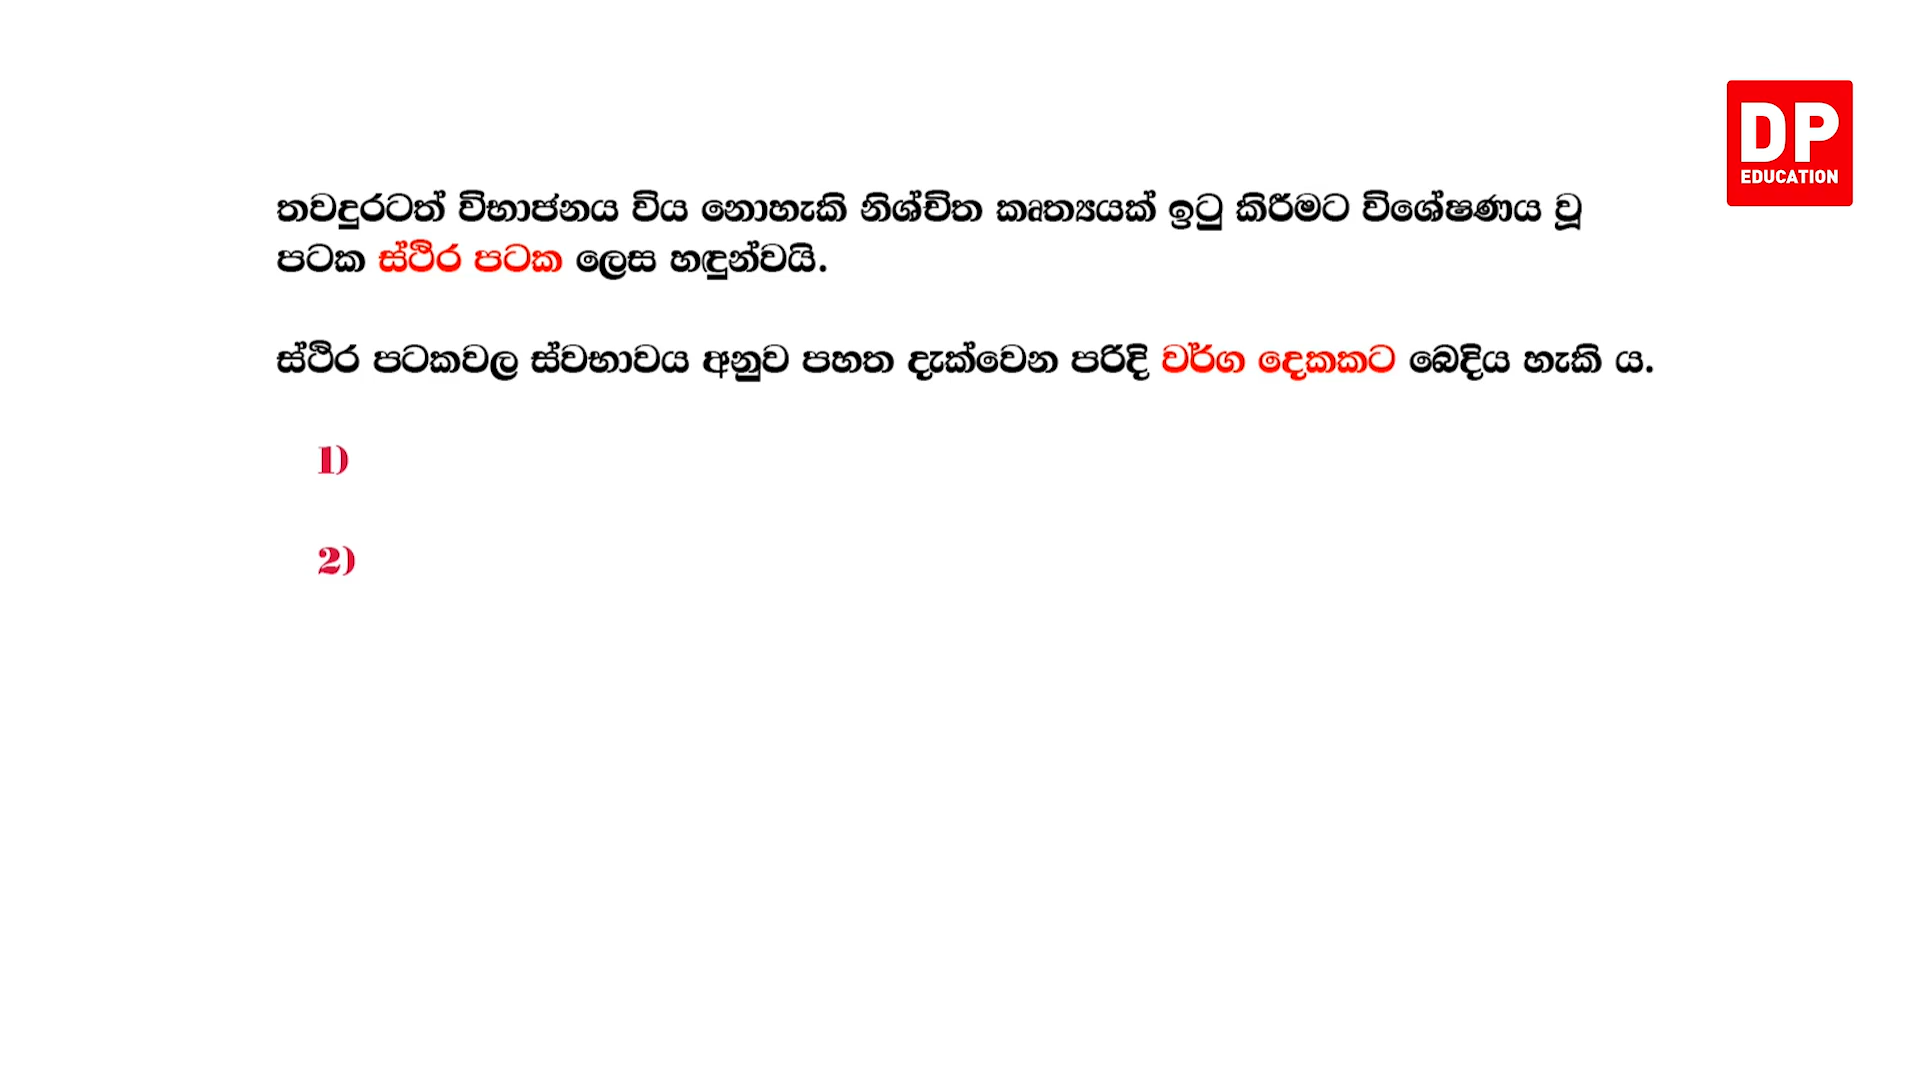 DP
EDUCATION
තවදුරටත් විභාජනය විය නොහැකි නිශ්චිත කෘත්‍යයක් ඉටු කිරීමට විශේෂණය වූ
පටක ස්ථිර පටක ලෙස හඳුන්වයි.
ස්ථිර පටකවල ස්වභාවය අනුව පහත දැක්වෙන පරිදි වර්ග දෙකකට බෙදිය හැකි ය.
1)
2)